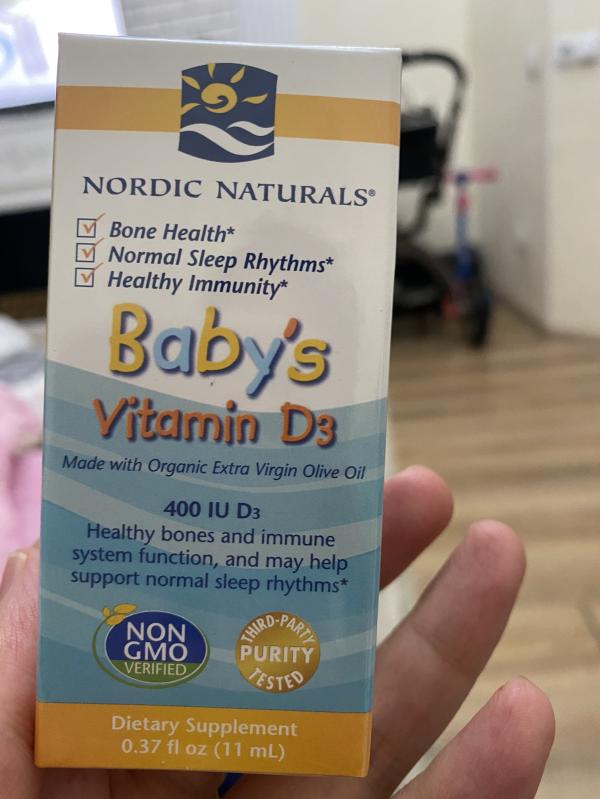 NORDIC NATURALS®
Bone Health*
Normal Sleep Rhythms*
Healthy Immunity*
Baby's
Vitamin D3
Made with Organic Extra Virgin Olive Oil
400 IU D3
Healthy bones and immune
system function, and may help
support normal sleep rhythms*
NON
GMO
VERIFIED
THIRD-PARTY
PURITY
TESTED
Dietary Supplement
0.37 fl oz (11 mL)